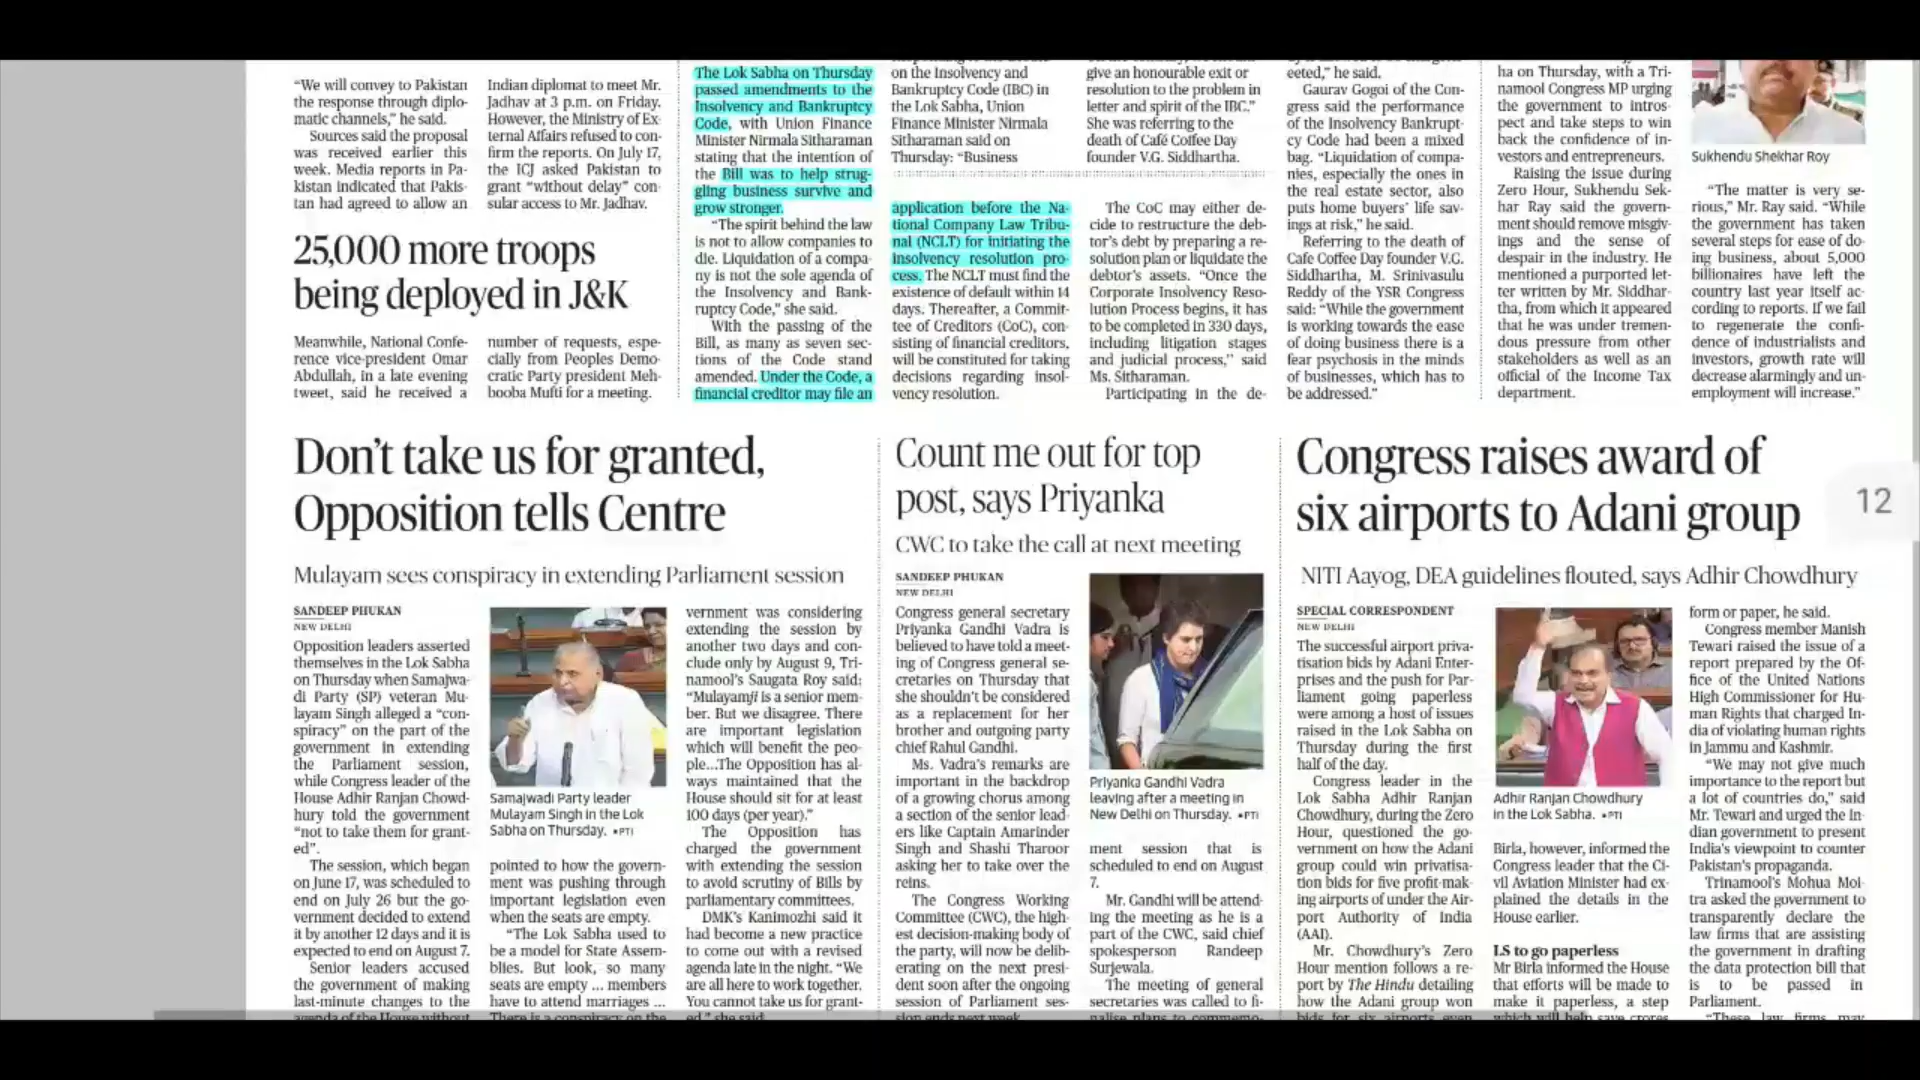 “We will convey to Pakistan
the response through diplo-
matic channels,” he said.
Sources said the proposal
was received earlier this
week. Media reports in Pa-
kistan indicated that Pakis-
tan had agreed to allow an
Indian diplomat to meet Mr.
Jadhav at 3 p.m. on Friday.
However, the Ministry of Ex-
ternal Affairs refused to con-
firm the reports. On July 17,
the ICJ asked Pakistan to
grant “without delay” con-
sular access to Mr. Jadhav.
25,000 more troops
being deployed in J&K
Meanwhile, National Confe-
rence vice-president Omar
Abdullah, in a late evening
tweet, said he received a
number of requests, espe-
cially from Peoples Demo-
cratic Party president Meh-
booba Mufti for a meeting.
The Lok Sabha on Thursday
passed amendments to the
Insolvency and Bankruptcy
Code, with Union Finance
Minister Nirmala Sitharaman
stating that the intention of
the Bill was to help strug-
gling business survive and
grow stronger.
“The spirit behind the law
is not to allow companies to
die. Liquidation of a compa-
ny is not the sole agenda of
the Insolvency and Bank-
ruptcy Code,” she said.
With the passing of the
Bill, as many as seven sec-
tions of the Code stand
amended. Under the Code, a
financial creditor may file an
on the Insolvency and
Bankruptcy Code (IBC) in
the Lok Sabha, Union
Finance Minister Nirmala
Sitharaman said on
Thursday: “Business
give an honourable exit or
resolution to the problem in
letter and spirit of the IBC.”
She was referring to the
death of Café Coffee Day
founder V.G. Siddhartha.
application before the Na-
tional Company Law Tribu-
nal (NCLT) for initiating the
insolvency resolution pro-
cess. The NCLT must find the
existence of default within 14
days. Thereafter, a Commit-
tee of Creditors (CoC), con-
sisting of financial creditors,
will be constituted for taking
decisions regarding insol-
vency resolution.
The CoC may either de-
cide to restructure the deb-
tor’s debt by preparing a re-
solution plan or liquidate the
debtor’s assets. “Once the
Corporate Insolvency Reso-
lution Process begins, it has
to be completed in 330 days,
including litigation stages
and judicial process,” said
Ms. Sitharaman.
Participating in the de-
eted,” he said.
Gaurav Gogoi of the Con-
gress said the performance
of the Insolvency Bankrupt-
cy Code had been a mixed
bag. “Liquidation of compa-
nies, especially the ones in
the real estate sector, also
puts home buyers’ life sav-
ings at risk,” he said.
Referring to the death of
Cafe Coffee Day founder V.G.
Siddhartha, M. Srinivasulu
Reddy of the YSR Congress
said: “While the government
is working towards the ease
of doing business there is a
fear psychosis in the minds
of businesses, which has to
be addressed.”
ha on Thursday, with a Tri-
namool Congress MP urging
the government to intros-
pect and take steps to win
back the confidence of in-
vestors and entrepreneurs.
Raising the issue during
Zero Hour, Sukhendu Sek-
har Ray said the govern-
ment should remove misgiv-
ings and the sense of
despair in the industry. He
mentioned a purported let-
ter written by Mr. Siddhar-
tha, from which it appeared
that he was under tremen-
dous pressure from other
stakeholders as well as an
official of the Income Tax
department.
Sukhendu Shekhar Roy
“The matter is very se-
rious,” Mr. Ray said. “While
the government has taken
several steps for ease of do-
ing business, about 5,000
billionaires have left the
country last year itself ac-
cording to reports. If we fail
to regenerate the confi-
dence of industrialists and
investors, growth rate will
decrease alarmingly and un-
employment will increase.”
Don’t take us for granted,
Opposition tells Centre
Mulayam sees conspiracy in extending Parliament session
SANDEEP PHUKAN
NEW DELHI
Opposition leaders asserted
themselves in the Lok Sabha
on Thursday when Samajwa-
di Party (SP) veteran Mu-
layam Singh alleged a “con-
spiracy” on the part of the
government in extending
the Parliament session,
while Congress leader of the
House Adhir Ranjan Chowd-
hury told the government
“not to take them for grant-
ed”.
The session, which began
on June 17, was scheduled to
end on July 26 but the go-
vernment decided to extend
it by another 12 days and it is
expected to end on August 7.
Senior leaders accused
the government of making
last-minute changes to the
agenda of the House without
Samajwadi Party leader
Mulayam Singh in the Lok
Sabha on Thursday. •PTI
pointed to how the govern-
ment was pushing through
important legislation even
when the seats are empty.
“The Lok Sabha used to
be a model for State Assem-
blies. But look, so many
seats are empty ... members
have to attend marriages ...
There is a conspiracy on the
vernment was considering
extending the session by
another two days and con-
clude only by August 9, Tri-
namool’s Saugata Roy said:
“Mulayamji is a senior mem-
ber. But we disagree. There
are important legislation
which will benefit the peo-
ple...The Opposition has al-
ways maintained that the
House should sit for at least
100 days (per year).”
The Opposition has
charged the government
with extending the session
to avoid scrutiny of Bills by
parliamentary committees.
DMK’s Kanimozhi said it
had become a new practice
to come out with a revised
agenda late in the night. “We
are all here to work together.
You cannot take us for grant-
ed,” she said.
Count me out for top
post, says Priyanka
CWC to take the call at next meeting
SANDEEP PHUKAN
NEW DELHI
Congress general secretary
Priyanka Gandhi Vadra is
believed to have told a meet-
ing of Congress general se-
cretaries on Thursday that
she shouldn’t be considered
as a replacement for her
brother and outgoing party
chief Rahul Gandhi.
Ms. Vadra’s remarks are
important in the backdrop
of a growing chorus among
a section of the senior lead-
ers like Captain Amarinder
Singh and Shashi Tharoor
asking her to take over the
reins.
The Congress Working
Committee (CWC), the high-
est decision-making body of
the party, will now be delib-
erating on the next presi-
dent soon after the ongoing
session of Parliament ses-
sion ends next week.
Priyanka Gandhi Vadra
leaving after a meeting in
New Delhi on Thursday. •PTI
ment session that is
scheduled to end on August
7.
Mr. Gandhi will be attend-
ing the meeting as he is a
part of the CWC, said chief
spokesperson Randeep
Surjewala.
The meeting of general
secretaries was called to fi-
nalise plans to commemo-
Congress raises award of
six airports to Adani group
NITI Aayog, DEA guidelines flouted, says Adhir Chowdhury
SPECIAL CORRESPONDENT
NEW DELHI
The successful airport priva-
tisation bids by Adani Enter-
prises and the push for Par-
liament going paperless
were among a host of issues
raised in the Lok Sabha on
Thursday during the first
half of the day.
Congress leader in the
Lok Sabha Adhir Ranjan
Chowdhury, during the Zero
Hour, questioned the go-
vernment on how the Adani
group could win privatisa-
tion bids for five profit-mak-
ing airports of under the Air-
port Authority of India
(AAI).
Mr. Chowdhury’s Zero
Hour mention follows a re-
port by The Hindu detailing
how the Adani group won
bids for six airports even
Adhir Ranjan Chowdhury
in the Lok Sabha. •PTI
Birla, however, informed the
Congress leader that the Ci-
vil Aviation Minister had ex-
plained the details in the
House earlier.
LS to go paperless
Mr Birla informed the House
that efforts will be made to
make it paperless, a step
which will help save crores
form or paper, he said.
Congress member Manish
Tewari raised the issue of a
report prepared by the Of-
fice of the United Nations
High Commissioner for Hu-
man Rights that charged In-
dia of violating human rights
in Jammu and Kashmir.
“We may not give much
importance to the report but
a lot of countries do,” said
Mr. Tewari and urged the In-
dian government to present
India’s viewpoint to counter
Pakistan’s propaganda.
Trinamool’s Mohua Moi-
tra asked the government to
transparently declare the
law firms that are assisting
the government in drafting
the data protection bill that
is to be passed in
Parliament.
“These law firms may
12